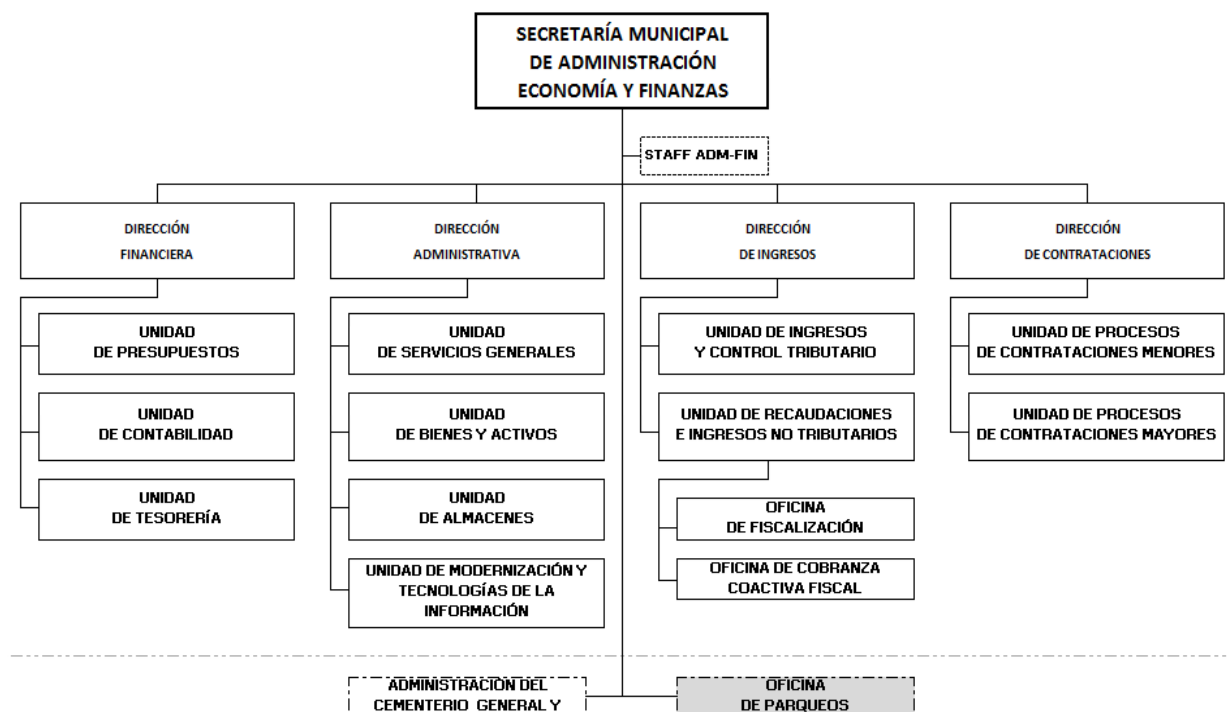 SECRETARÍA MUNICIPAL
DE ADMINISTRACIÓN
ECONOMÍA Y FINANZAS
STAFF ADM-FIN
DIRECCIÓN
FINANCIERA
UNIDAD
DE PRESUPUESTOS
UNIDAD
DE CONTABILIDAD
UNIDAD
DE TESORERÍA
DIRECCIÓN
ADMINISTRATIVA
UNIDAD
DE SERVICIOS GENERALES
UNIDAD
DE BIENES Y ACTIVOS
UNIDAD
DE ALMACENES
UNIDAD DE MODERNIZACIÓN Y
TECNOLOGÍAS DE LA
INFORMACIÓN
DIRECCIÓN
DE INGRESOS
UNIDAD DE INGRESOS
Y CONTROL TRIBUTARIO
UNIDAD DE RECAUDACIONES
E INGRESOS NO TRIBUTARIOS
OFICINA
DE FISCALIZACIÓN
OFICINA DE COBRANZA
COACTIVA FISCAL
DIRECCIÓN
DE CONTRATACIONES
UNIDAD DE PROCESOS
DE CONTRATACIONES MENORES
UNIDAD DE PROCESOS
DE CONTRATACIONES MAYORES
ADMINISTRACIÓN DEL
CEMENTERIO GENERAL Y
OFICINA
DE PARQUEOS